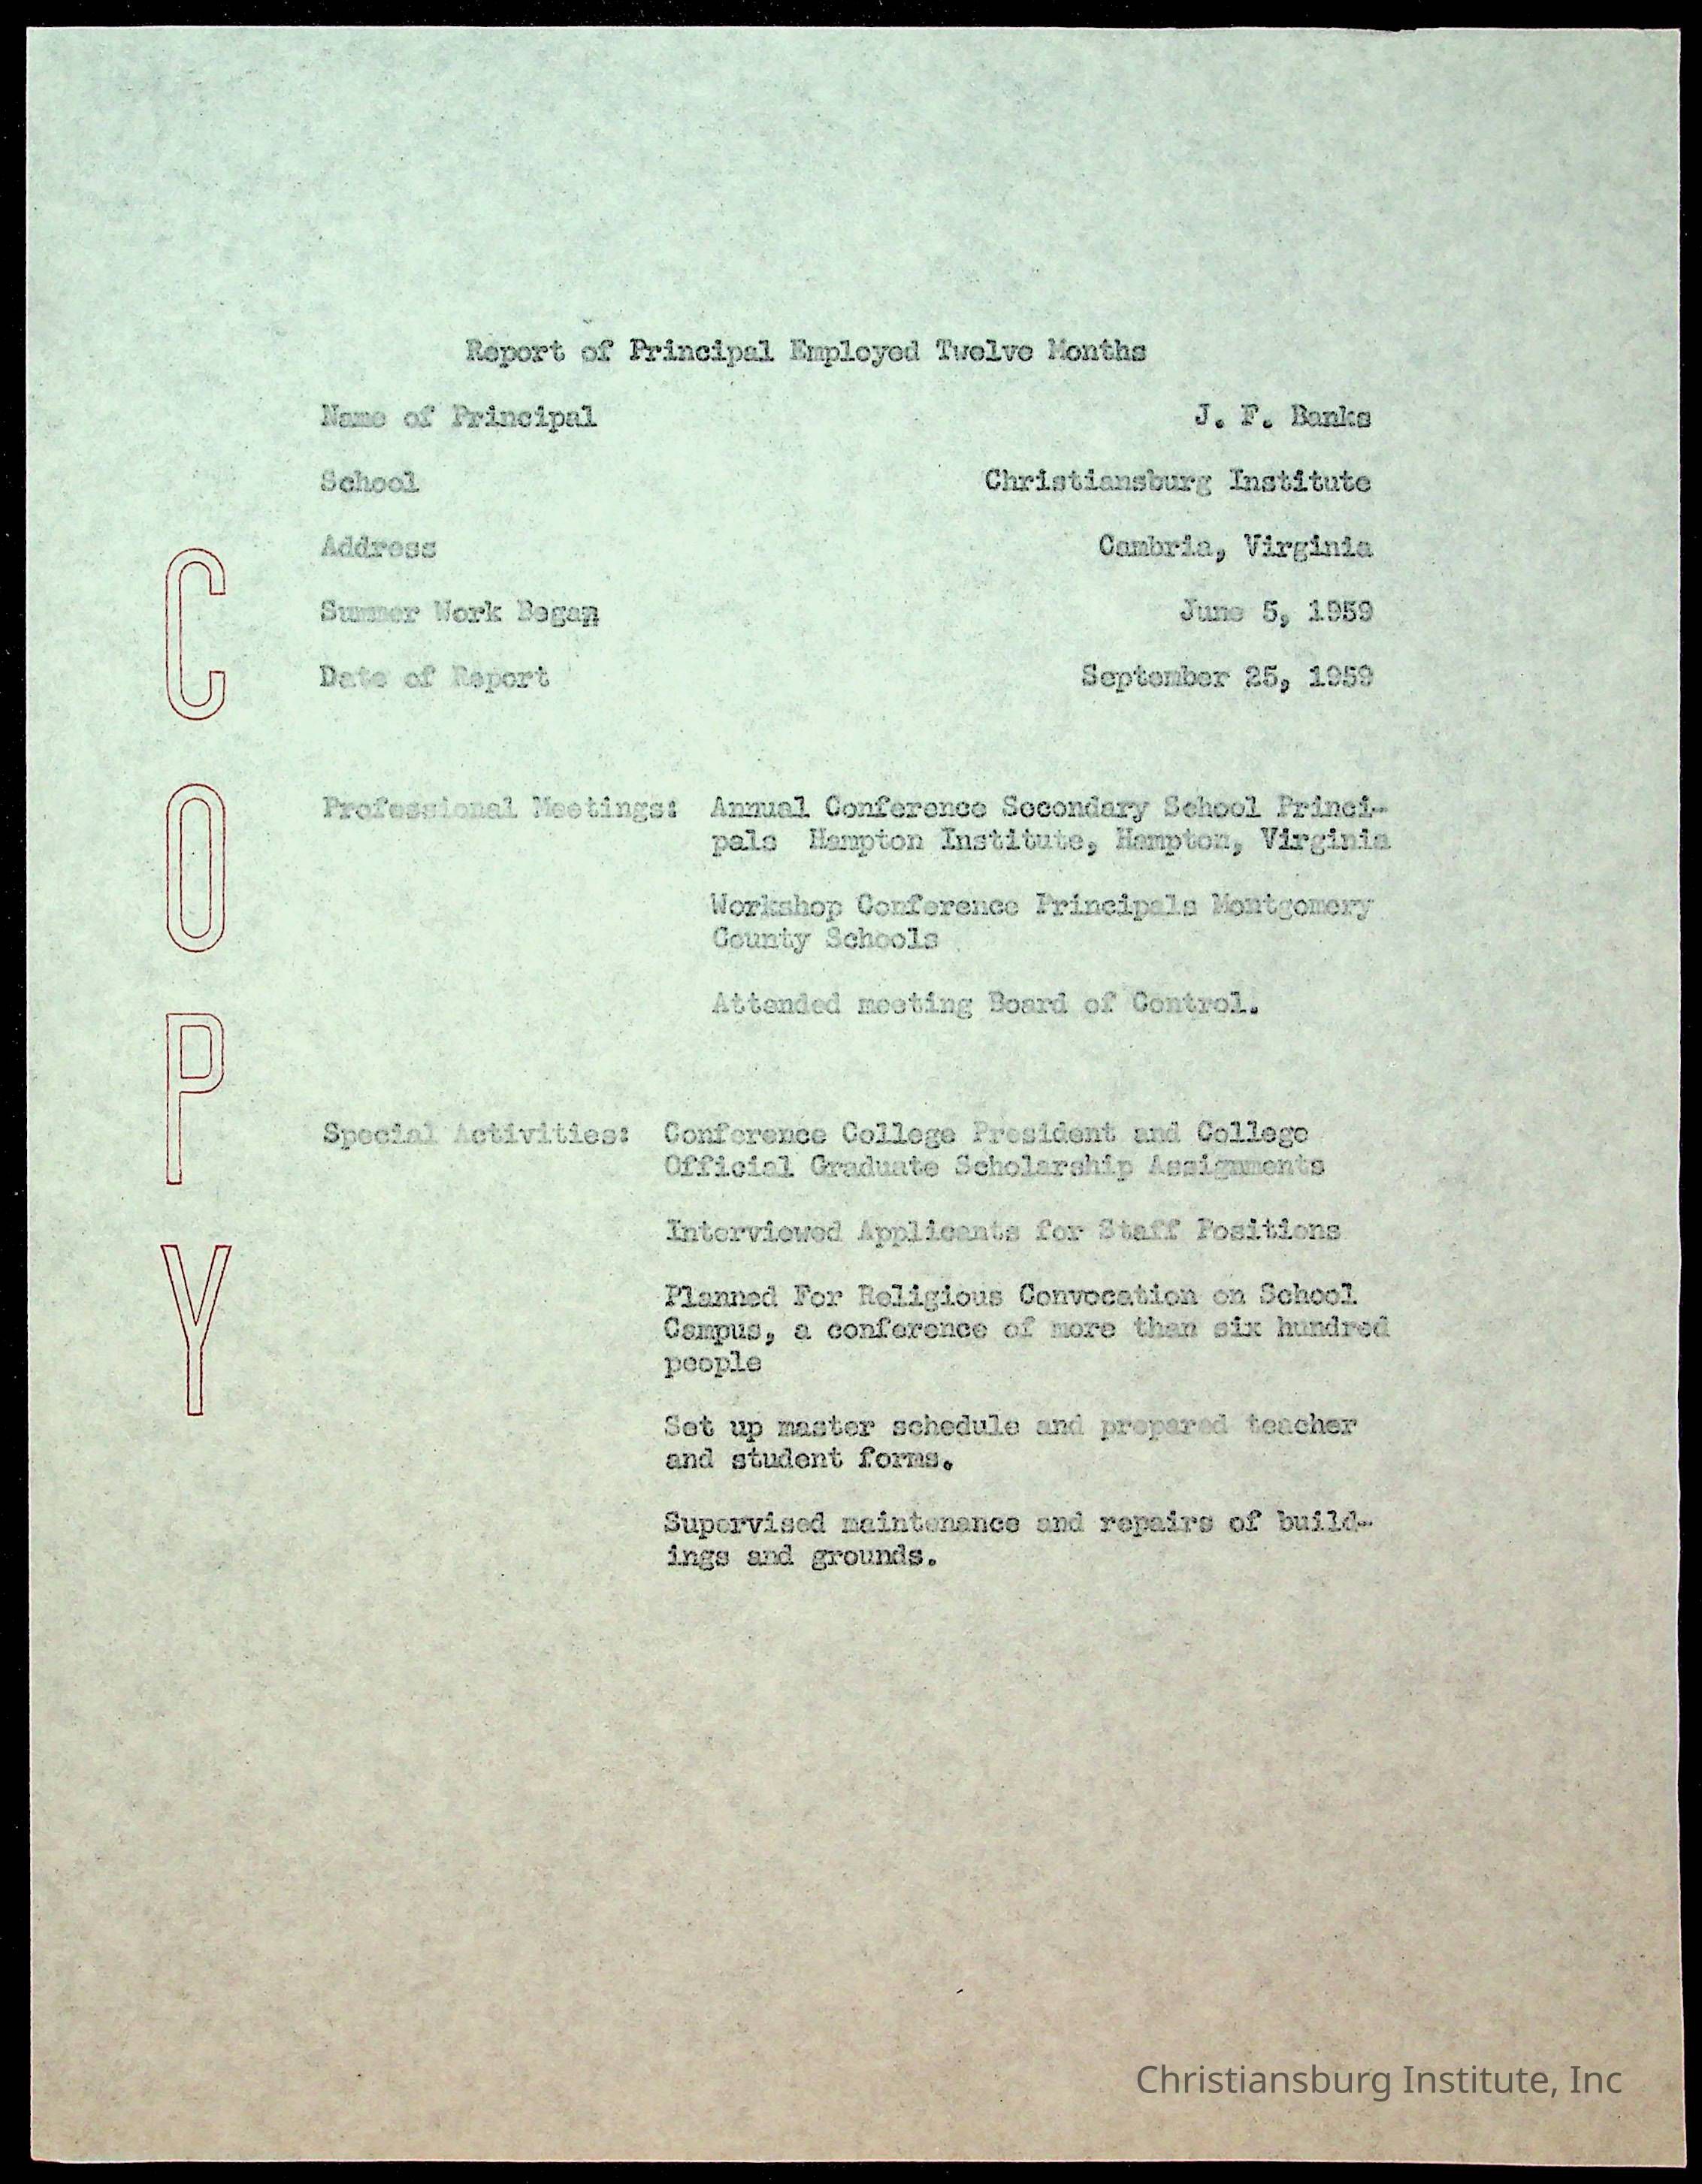 Report of Principal Employed Twelve Months
Name of Principal J. F. Banks
School Christiansburg Institute
Address Cambria, Virginia
Summer Work Began June 5, 1959
Date of Report September 25, 1959
Professional Meetings: Annual Conference Secondary School Princi-
pals Hampton Institute, Hampton, Virginia
Workshop Conference Principals Montgomery
County Schools
Attended meeting Board of Control.
Special Activities: Conference College President and College
Official Graduate Scholarship Assignments
Interviewed Applicants for Staff Positions
Planned For Religious Convocation on School
Campus, a conference of more than six hundred
people
Set up master schedule and prepared teacher
and student forms.
Supervised maintenance and repairs of build-
ings and grounds.
COPY
Christiansburg Institute, Inc